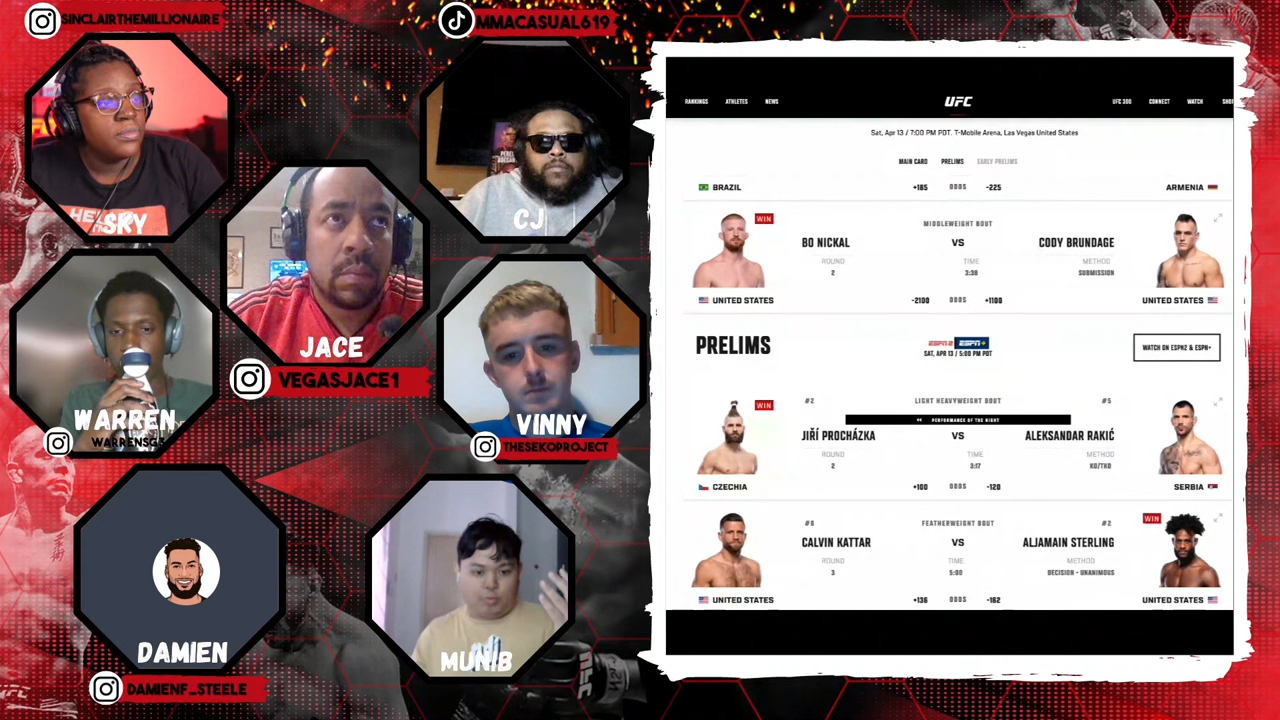 SINCLAIRTHEMILLIONAIRE
MMACASUAL619
SKY
CJ
JACE
VEGASJACE1
WARREN
WARRENSG
VINNY
THESEKOPROJECT
DAMIEN
DAMIENF_STEELE
MUNIB
UFC
RANKINGS ATHLETES NEWS UFC UFC 300 CONNECT WATCH
Sat, Apr 13 / 7:00 PM PDT. T-Mobile Arena, Las Vegas United States
MAIN CARD PRELIMS EARLY PRELIMS
BRAZIL +185 ODDS -225 ARMENIA
WIN MIDDLEWEIGHT BOUT
BO NICKAL VS CODY BRUNDAGE
ROUND TIME METHOD
2 3:38 SUBMISSION
UNITED STATES -2100 ODDS +1100 UNITED STATES
PRELIMS
ESPN2 ESPN+
SAT, APR 13 / 5:00 PM PDT
WATCH ON ESPN2 & ESPN+
#2 LIGHT HEAVYWEIGHT BOUT #5
WIN
PERFORMANCE OF THE NIGHT
JIŘÍ PROCHÁZKA VS ALEKSANDAR RAKIĆ
ROUND TIME METHOD
2 3:17 KO/TKO
CZECHIA +100 ODDS -120 SERBIA
#8 FEATHERWEIGHT BOUT #2 WIN
CALVIN KATTAR VS ALJAMAIN STERLING
ROUND TIME METHOD
3 5:00 DECISION - UNANIMOUS
UNITED STATES +136 ODDS -162 UNITED STATES